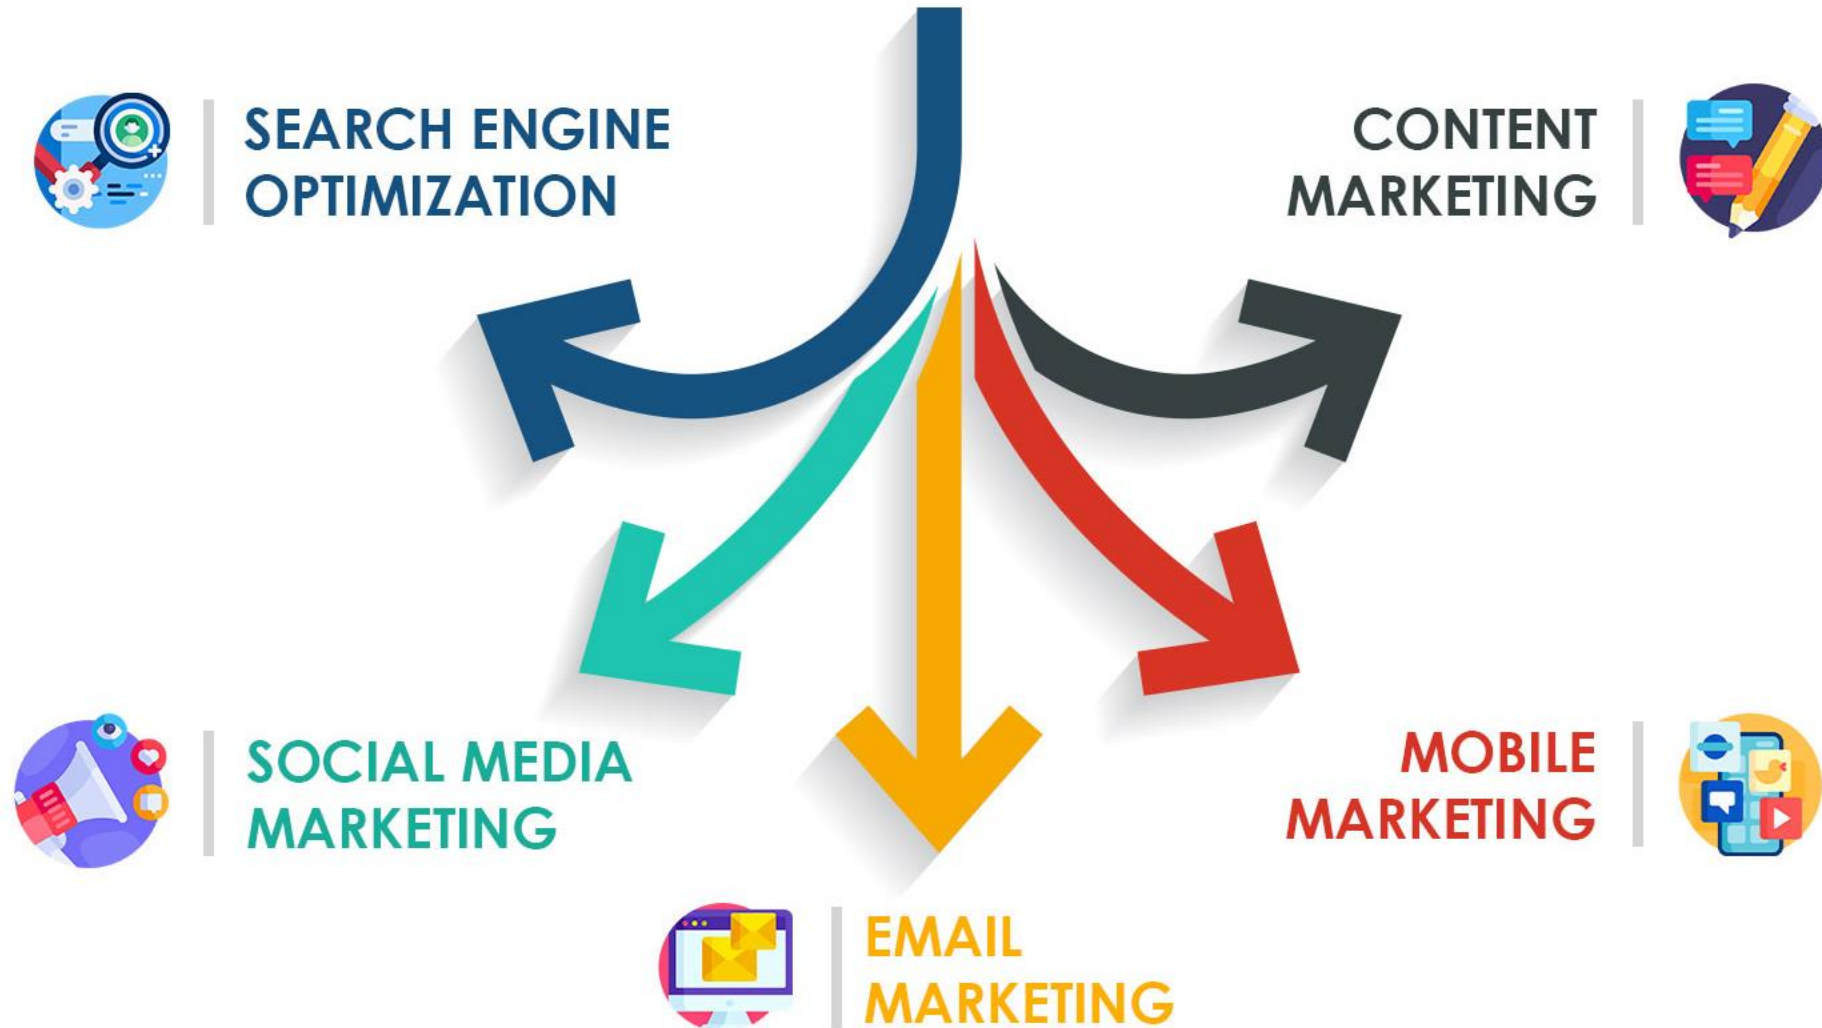 SEARCH ENGINE
OPTIMIZATION
CONTENT
MARKETING
SOCIAL MEDIA
MARKETING
MOBILE
MARKETING
EMAIL
MARKETING